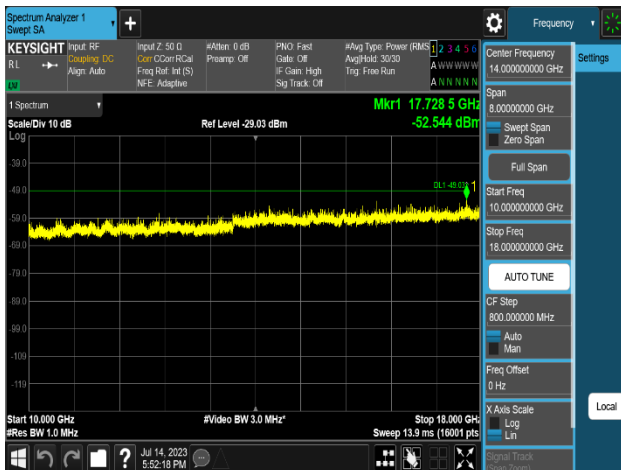 Spectrum Analyzer 1
Swept SA
+
Frequency
KEYSIGHT
RL
Input: RF
Coupling: DC
Align: Auto
Input Z: 50 Ω
Corr CCorr RCal
Freq Ref: Int (S)
NFE: Adaptive
#Atten: 0 dB
Preamp: Off
PNO: Fast
Gate: Off
IF Gain: High
Sig Track: Off
#Avg Type: Power (RMS
Avg|Hold: 30/30
Trig: Free Run
1 2 3 4 5 6
A W W W W W
A N N N N N
1 Spectrum
Scale/Div 10 dB
Log
Ref Level -29.03 dBm
Mkr1 17.728 5 GHz
-52.544 dBm
-39.0
-49.0
-59.0
-69.0
-79.0
-89.0
-99.0
-109
-119
1
Start 10.000 GHz
#Res BW 1.0 MHz
#Video BW 3.0 MHz*
Stop 18.000 GHz
Sweep 13.9 ms (16001 pts
Jul 14, 2023
5:52:18 PM
?
Center Frequency
14.000000000 GHz
Span
8.00000000 GHz
Swept Span
Zero Span
Full Span
Start Freq
10.000000000 GHz
Stop Freq
18.000000000 GHz
AUTO TUNE
CF Step
800.000000 MHz
Auto
Man
Freq Offset
0 Hz
X Axis Scale
Log
Lin
Signal Track
(Span Zoom)
Settings
Local